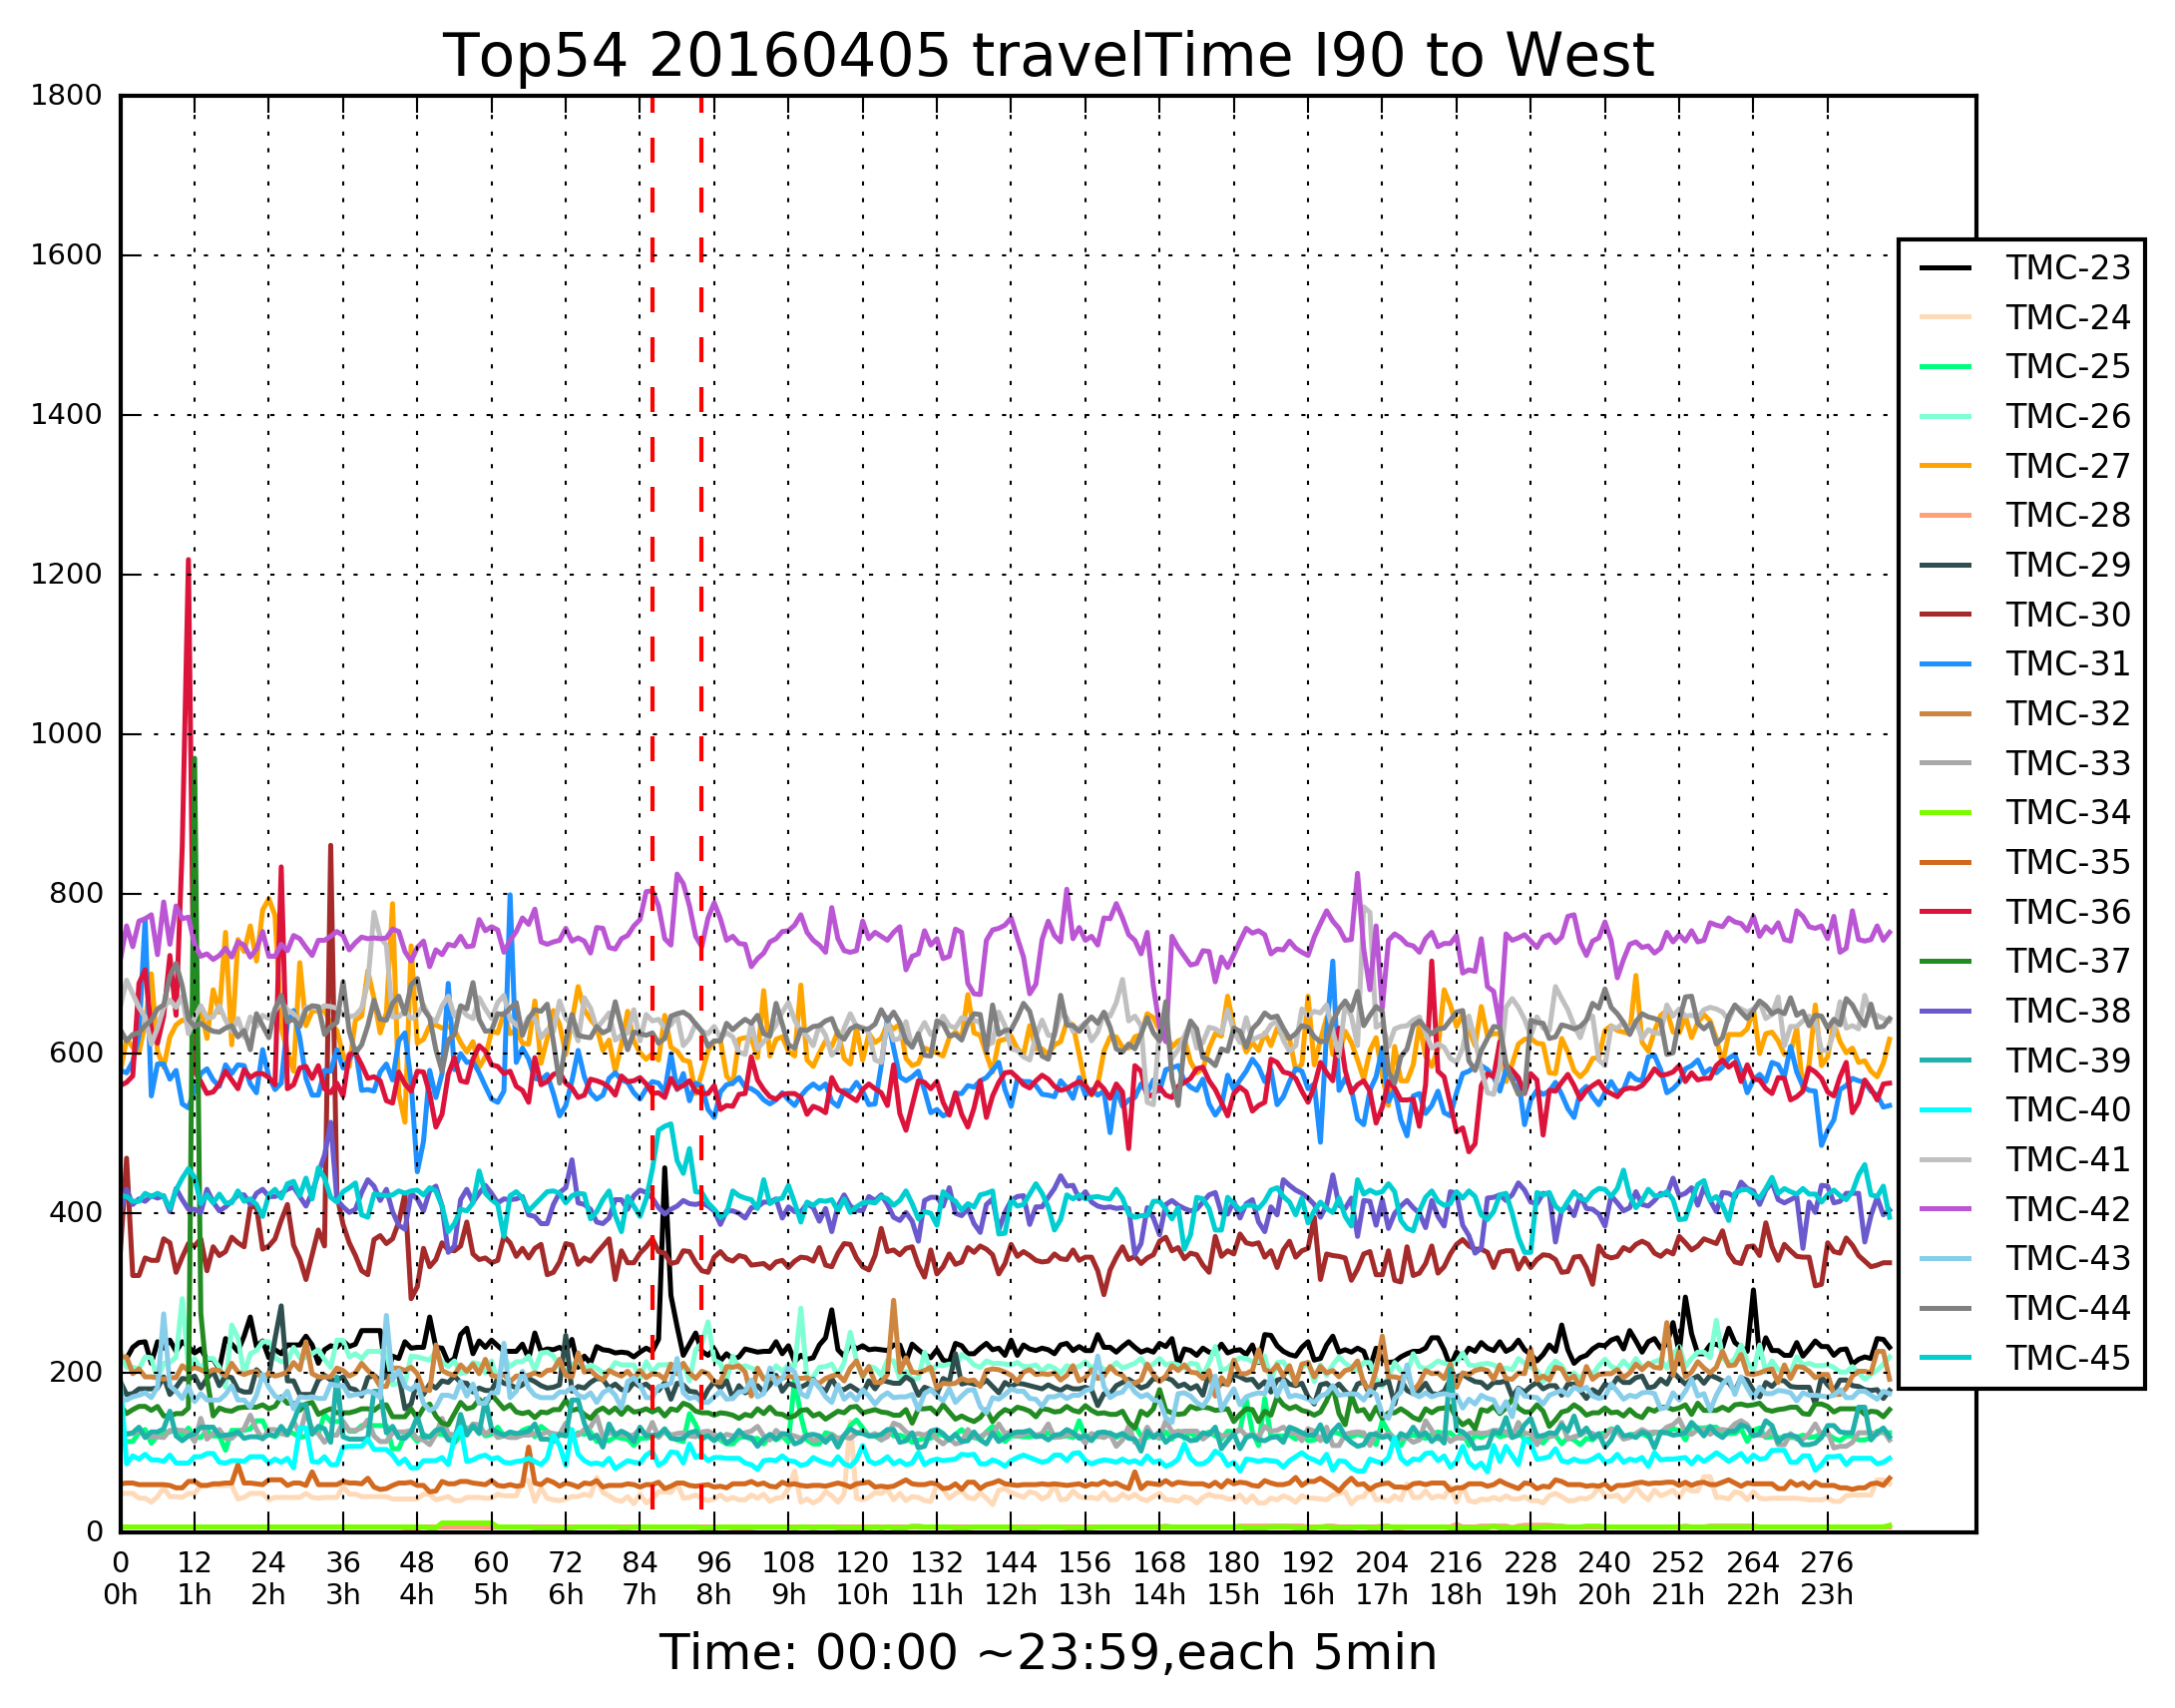 Top54 20160405 travelTime I90 to West
1800
1600
1400
1200
1000
800
600
400
200
0
TMC-23
TMC-24
TMC-25
TMC-26
TMC-27
TMC-28
TMC-29
TMC-30
TMC-31
TMC-32
TMC-33
TMC-34
TMC-35
TMC-36
TMC-37
TMC-38
TMC-39
TMC-40
TMC-41
TMC-42
TMC-43
TMC-44
TMC-45
0 12 24 36 48 60 72 84 96 108 120 132 144 156 168 180 192 204 216 228 240 252 264 276
0h 1h 2h 3h 4h 5h 6h 7h 8h 9h 10h 11h 12h 13h 14h 15h 16h 17h 18h 19h 20h 21h 22h 23h
Time: 00:00 ~23:59,each 5min